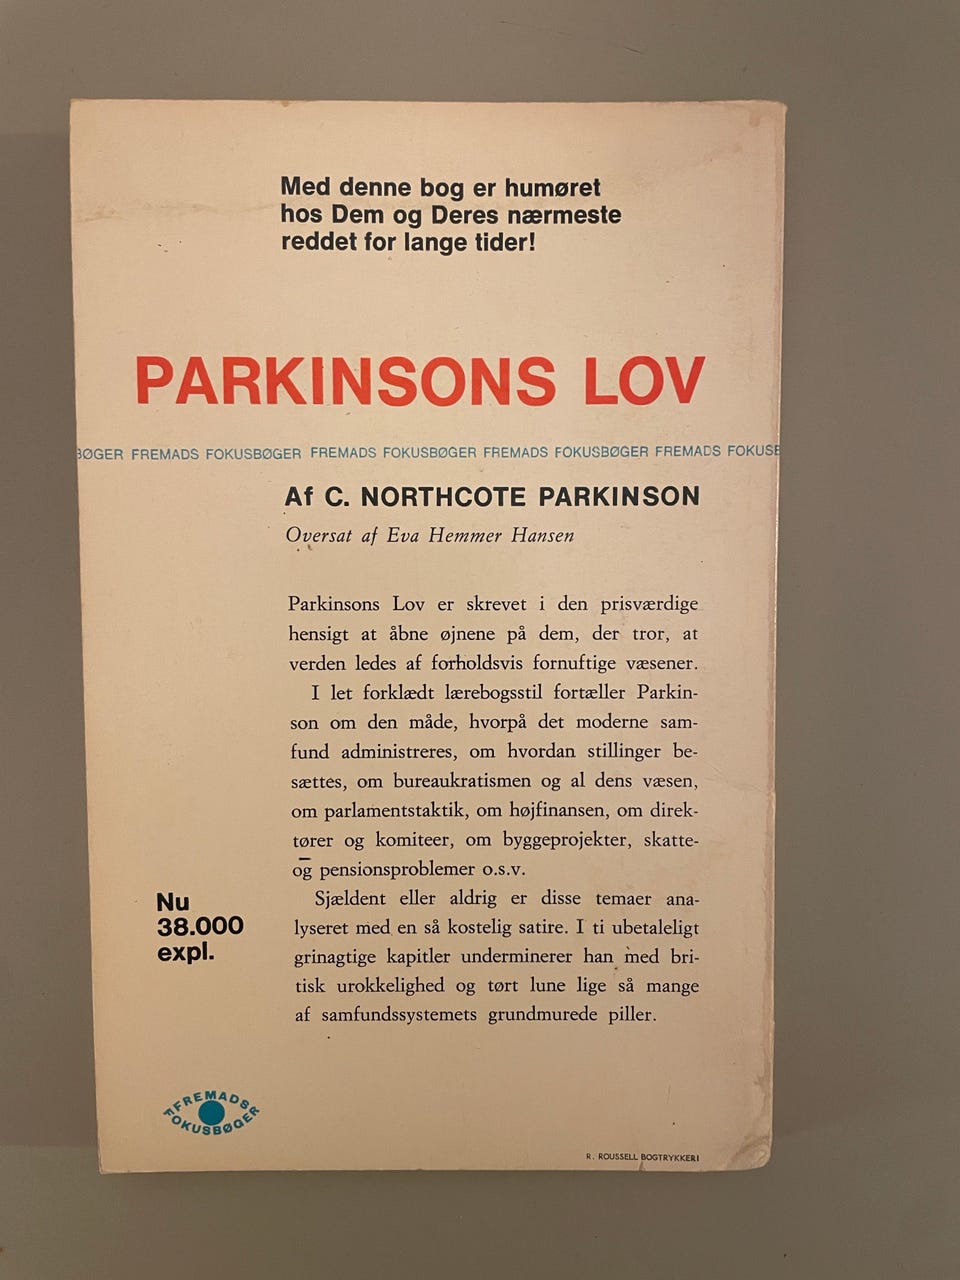 Med denne bog er humøret
hos Dem og Deres nærmeste
reddet for lange tider!
PARKINSONS LOV
BØGER FREMADS FOKUSBØGER FREMADS FOKUSBØGER FREMADS FOKUSBØGER FREMADS FOKUSB
Af C. NORTHCOTE PARKINSON
Oversat af Eva Hemmer Hansen
Parkinsons Lov er skrevet i den prisværdige
hensigt at åbne øjnene på dem, der tror, at
verden ledes af forholdsvis fornuftige væsener.
I let forklædt lærebogsstil fortæller Parkin-
son om den måde, hvorpå det moderne sam-
fund administreres, om hvordan stillinger be-
sættes, om bureaukratismen og al dens væsen,
om parlamentstaktik, om højfinansen, om direk-
tører og komiteer, om byggeprojekter, skatte-
og pensionsproblemer o.s.v.
Sjældent eller aldrig er disse temaer ana-
lyseret med en så kostelig satire. I ti ubetaleligt
grinagtige kapitler underminerer han med bri-
tisk urokkelighed og tørt lune lige så mange
af samfundssystemets grundmurede piller.
Nu
38.000
expl.
FREMADS
FOKUSBØGER
R. ROUSSELL BOGTRYKKERI